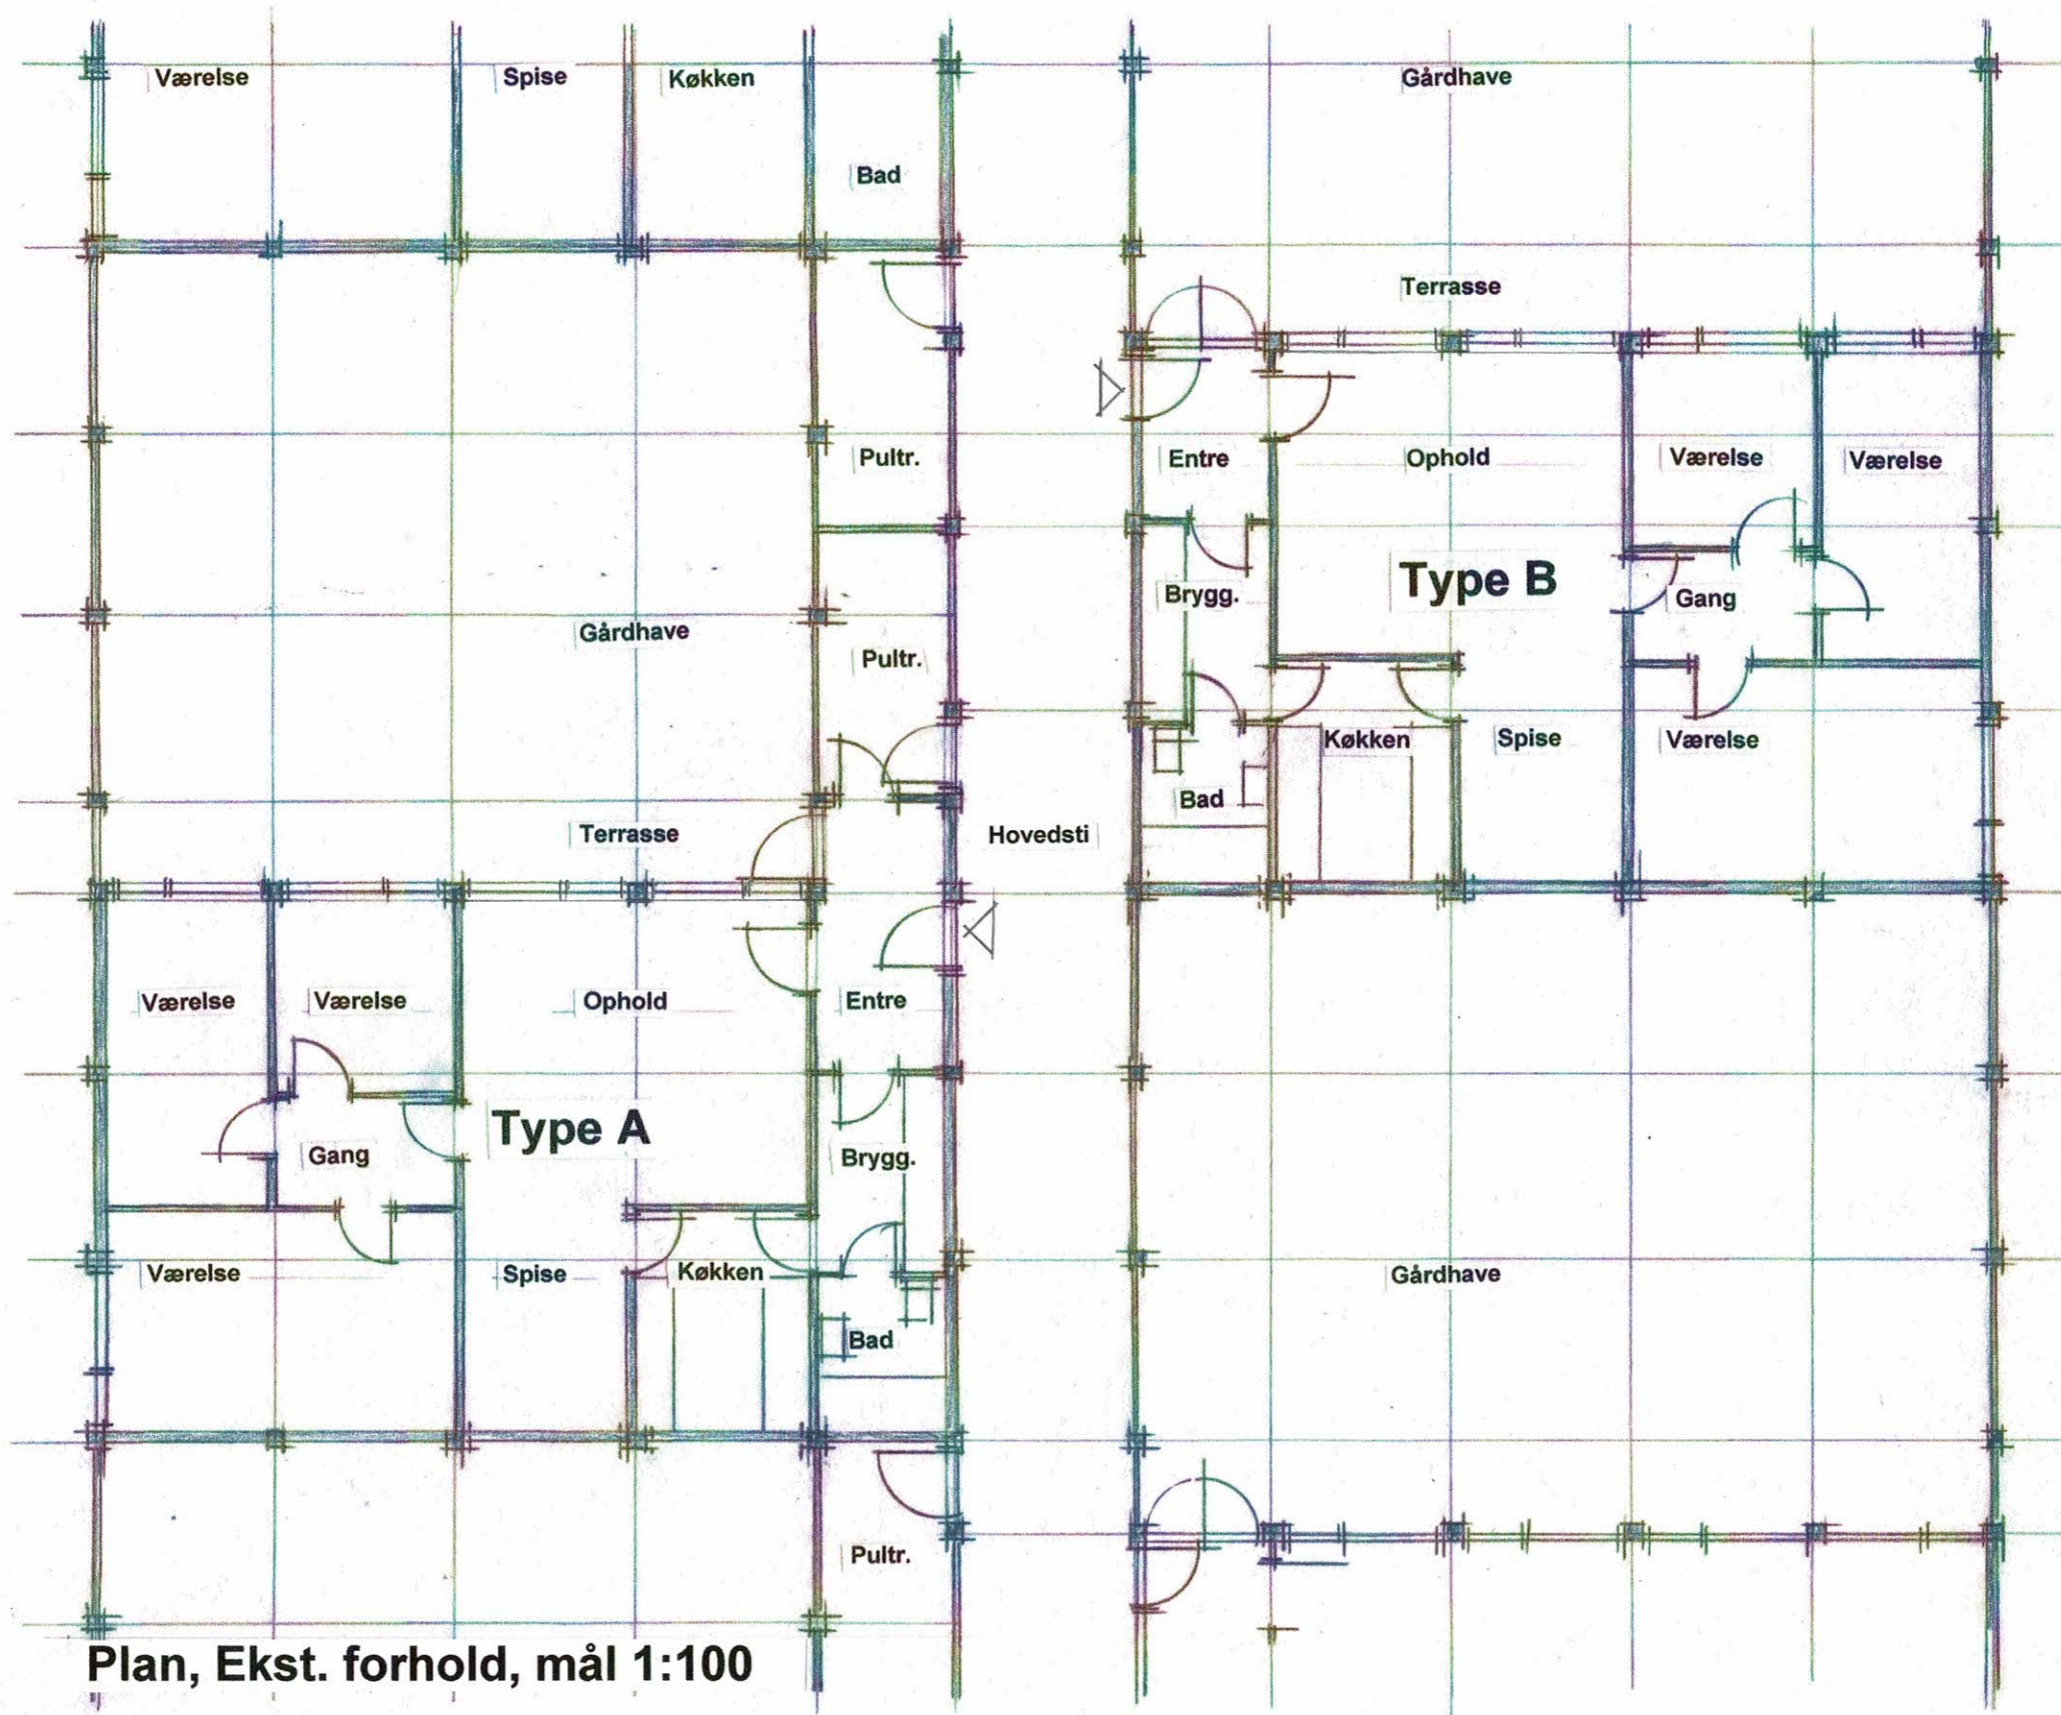 Værelse
Spise
Køkken
Bad
Gårdhave
Terrasse
Pultr.
Entre
Ophold
Værelse
Værelse
Type B
Brygg.
Gang
Gårdhave
Pultr.
Køkken
Spise
Værelse
Bad
Terrasse
Hovedsti
Værelse
Værelse
Ophold
Entre
Type A
Gang
Brygg.
Værelse
Spise
Køkken
Gårdhave
Bad
Pultr.
Plan, Ekst. forhold, mål 1:100